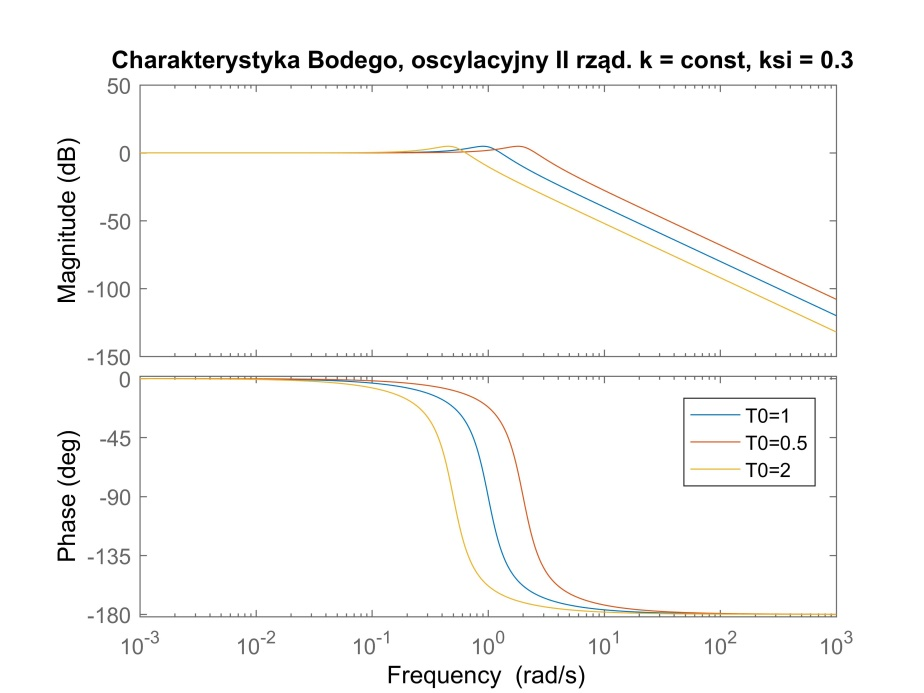 Charakterystyka Bodego, oscylacyjny II rząd. k = const, ksi = 0.3
50
0
-50
-100
-150
Magnitude (dB)
0
-45
-90
-135
-180
Phase (deg)
T0=1
T0=0.5
T0=2
10^-3 10^-2 10^-1 10^0 10^1 10^2 10^3
Frequency (rad/s)